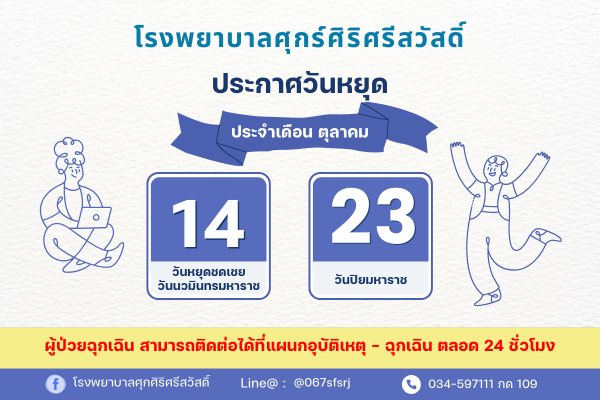 โรงพยาบาลศุกร์ศิริศรีสวัสดิ์
ประกาศวันหยุด
ประจำเดือน ตุลาคม
14
วันหยุดชดเชย
วันนวมินทรมหาราช
23
วันปิยมหาราช
ผู้ป่วยฉุกเฉิน สามารถติดต่อได้ที่แผนกอุบัติเหตุ - ฉุกเฉิน ตลอด 24 ชั่วโมง
f โรงพยาบาลศุกศิริศรีสวัสดิ์ Line@ : @067sfsrj 034-597111 กด 109